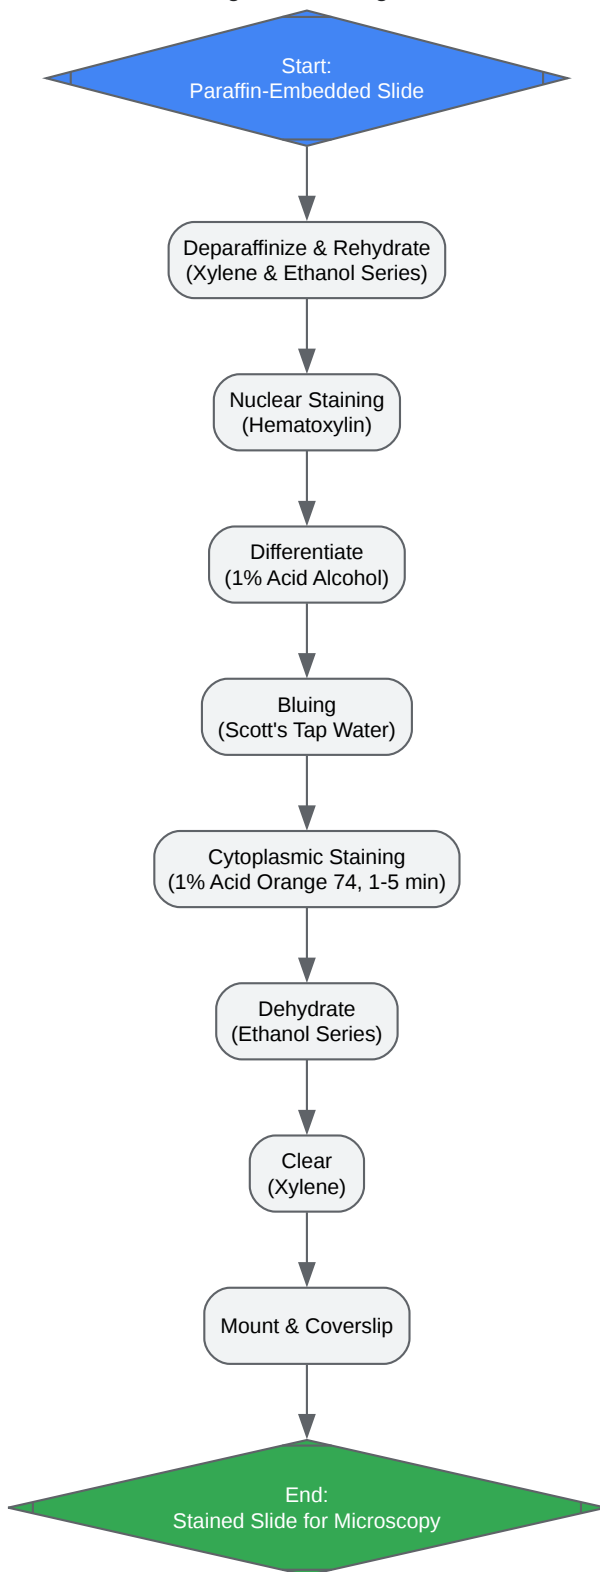 Start:
Paraffin-Embedded Slide
Deparaffinize & Rehydrate
(Xylene & Ethanol Series)
Nuclear Staining
(Hematoxylin)
Differentiate
(1% Acid Alcohol)
Bluing
(Scott's Tap Water)
Cytoplasmic Staining
(1% Acid Orange 74, 1-5 min)
Dehydrate
(Ethanol Series)
Clear
(Xylene)
Mount & Coverslip
End:
Stained Slide for Microscopy